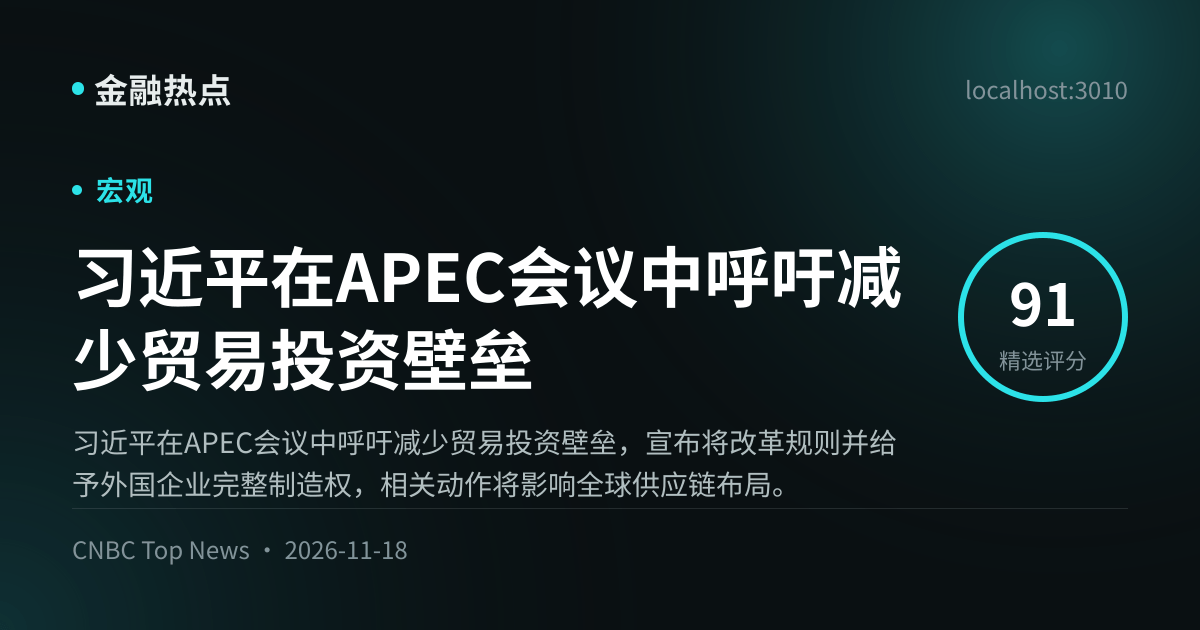 金融热点
localhost:3010
宏观
习近平在APEC会议中呼吁减
少贸易投资壁垒
91
精选评分
习近平在APEC会议中呼吁减少贸易投资壁垒，宣布将改革规则并给
予外国企业完整制造权，相关动作将影响全球供应链布局。
CNBC Top News • 2026-11-18